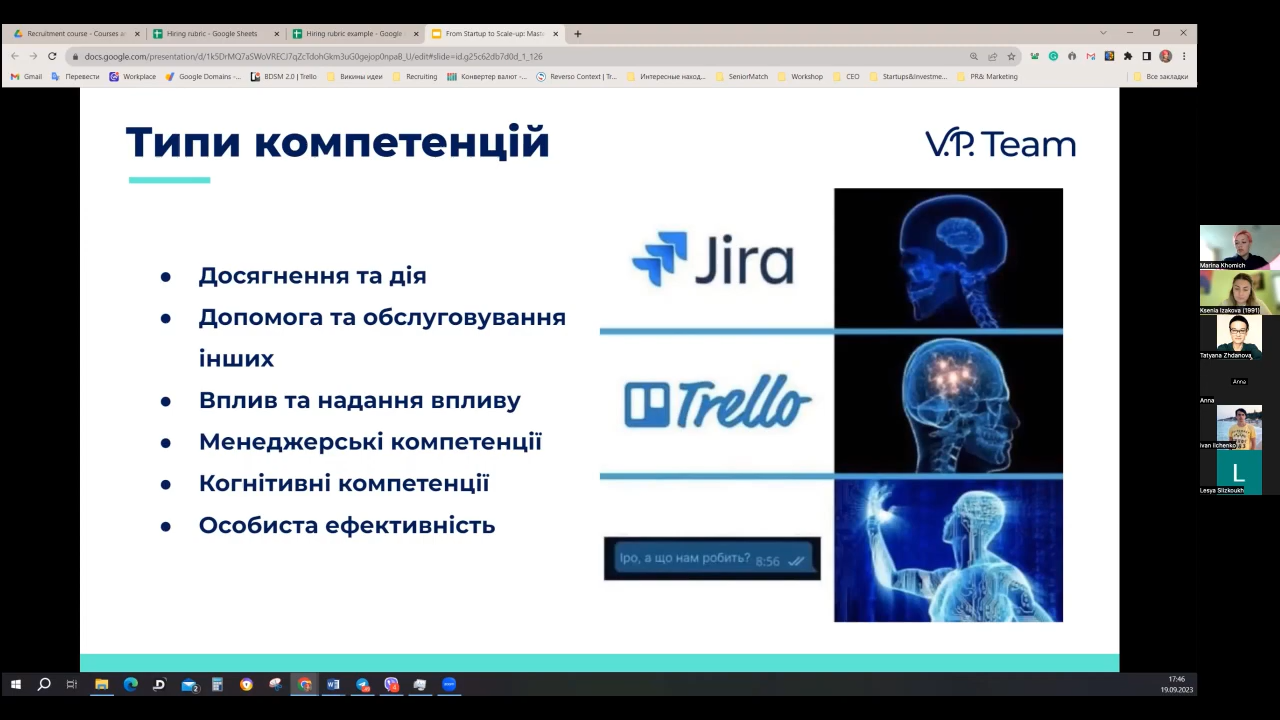 Recruitment course - Courses a
Hiring rubric - Google Sheets
Hiring rubric example - Google
From Startup to Scale-up: Mast
Gmail
Перевести
Workplace
Google Domains -...
BDSM 2.0 | Trello
Викины идеи
Recruiting
Конвертер валют -...
Reverso Context | Tr...
Интересные наход...
SeniorMatch
Workshop
CEO
Startups&Investme...
PR& Marketing
Все закладки
Типи компетенцій
V.P. Team
● Досягнення та дія
● Допомога та обслуговування
інших
● Вплив та надання впливу
● Менеджерські компетенції
● Когнітивні компетенції
● Особиста ефективність
Jira
Trello
Іро, а що нам робить? 8:56
Marina Khomich
Ksenia Izakova (1991)
Tatyana Zhdanova
Anna
Anna
Ivan Ilchenko
L
Lesya Slizkoukh
17:46
19.09.2023